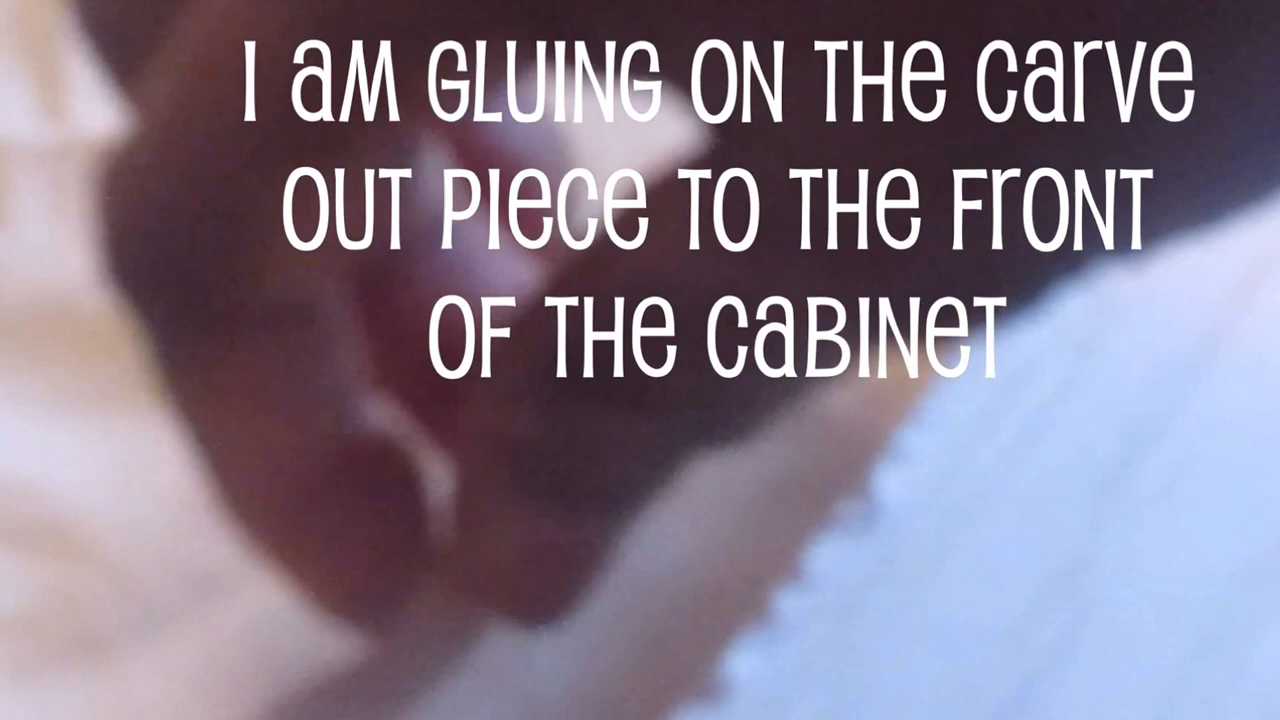 I aM GLUING ON THe carve
OUT PIece TO THe FrONT
OF THe caBINeT